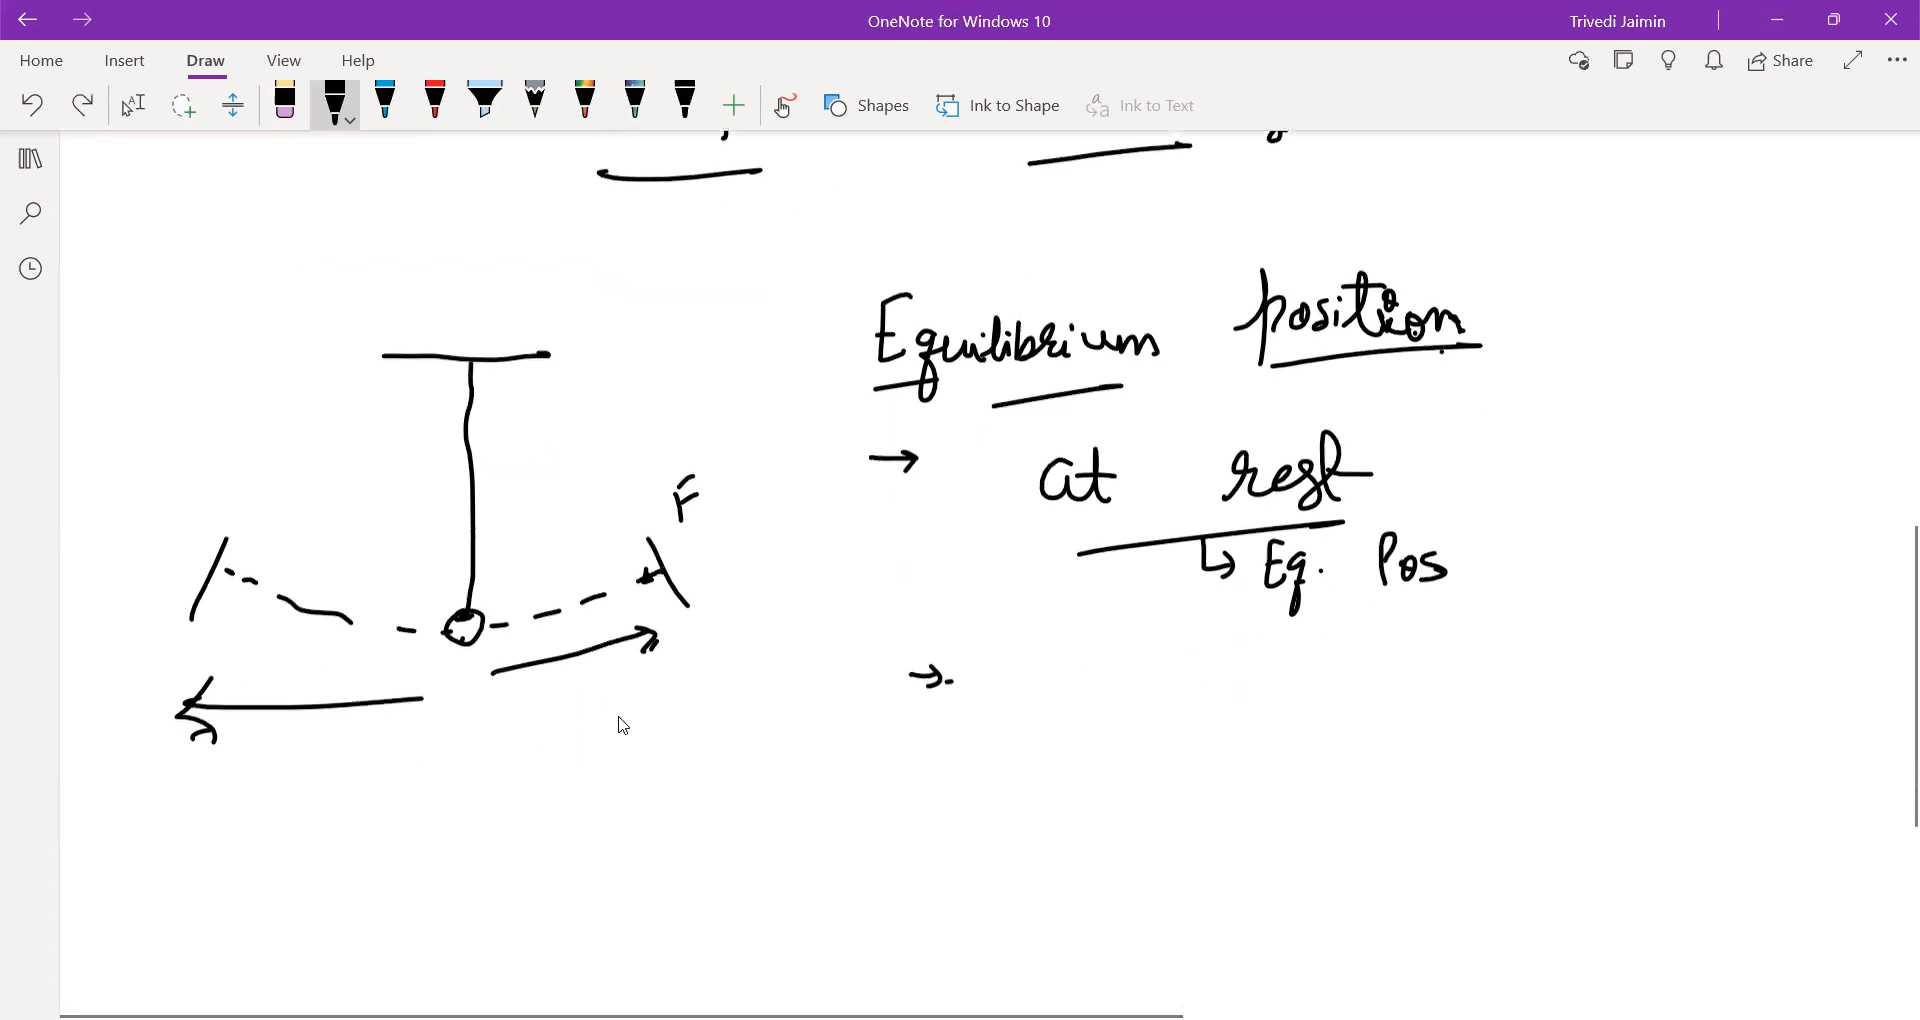 OneNote for Windows 10
Trivedi Jaimin
Home Insert Draw View Help
Share
Shapes
Ink to Shape
Ink to Text
Equilibrium position
→ at rest
↳ Eq. Pos
F
→